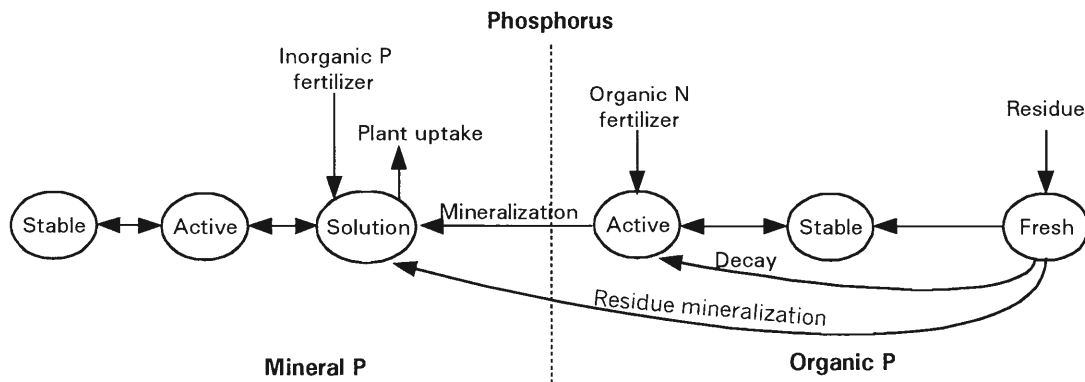 Phosphorus
Inorganic P
fertilizer
Plant uptake
Organic N
fertilizer
Residue
Stable
Active
Solution
Mineralization
Active
Stable
Fresh
Decay
Residue mineralization
Mineral P
Organic P